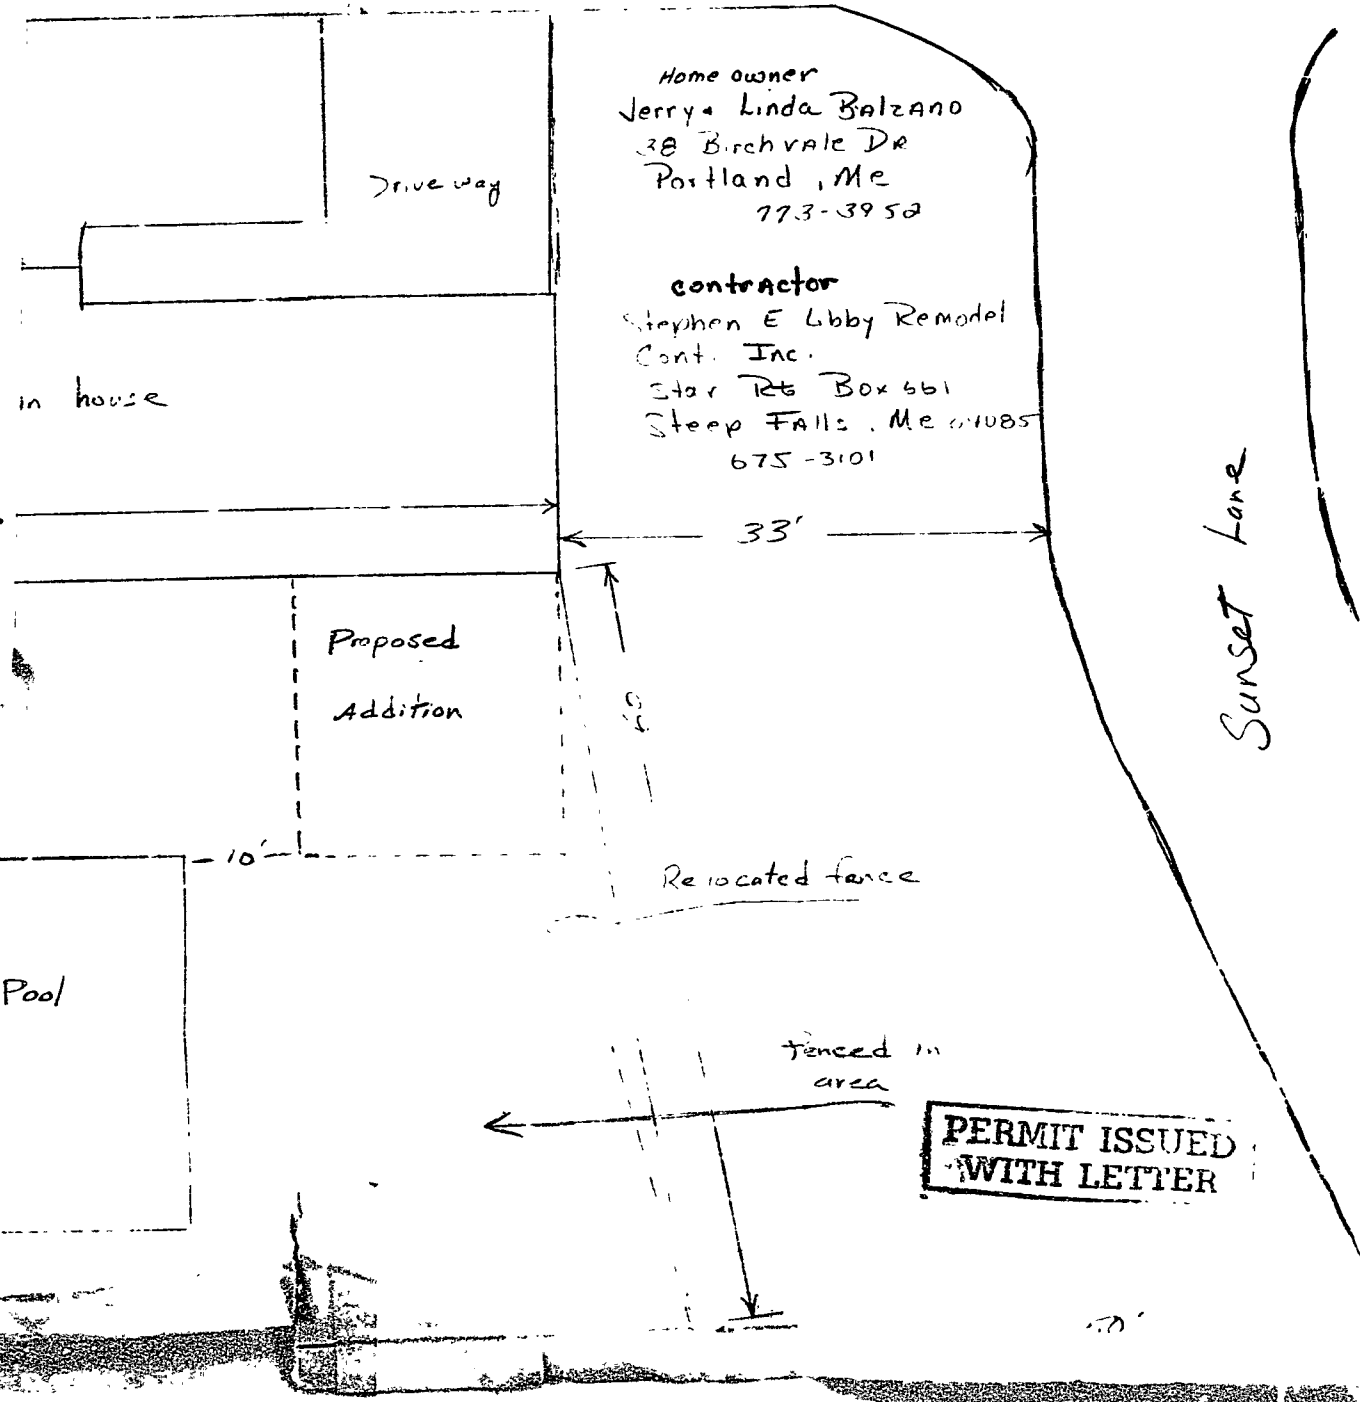 Home owner
Jerry & Linda Balzano
38 Birchvale Dr
Portland, Me
773-3952
Driveway
contractor
Stephen E Libby Remodel
Cont. Inc.
Star Rt Box 661
Steep Falls, Me 04085
675-3101
in house
33'
Sunset Lane
Proposed
Addition
10'
Relocated fence
Pool
fenced in
area
PERMIT ISSUED
WITH LETTER